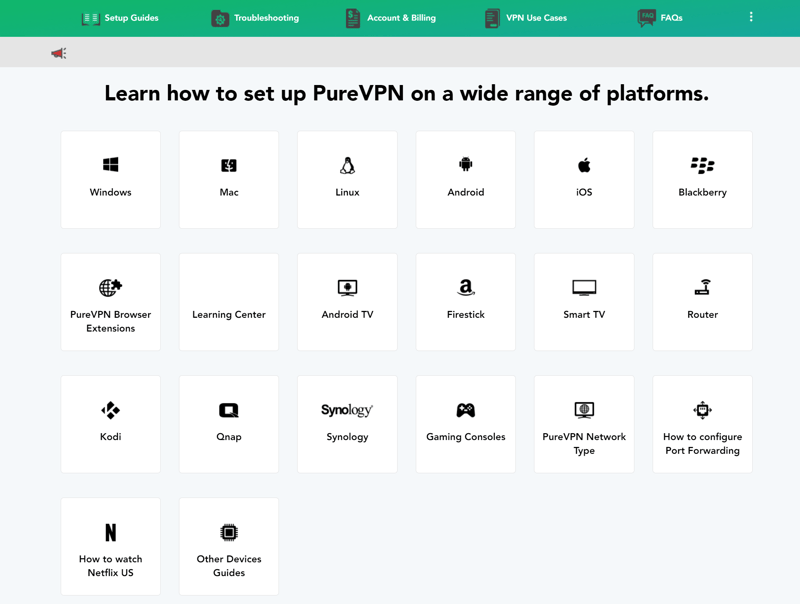 Setup Guides
Troubleshooting
Account & Billing
VPN Use Cases
FAQ
FAQs
Learn how to set up PureVPN on a wide range of platforms.
Windows
Mac
Linux
Android
iOS
Blackberry
PureVPN Browser
Extensions
Learning Center
Android TV
Firestick
Smart TV
Router
Kodi
Qnap
Synology
Synology
Gaming Consoles
PureVPN Network
Type
How to configure
Port Forwarding
How to watch
Netflix US
Other Devices
Guides